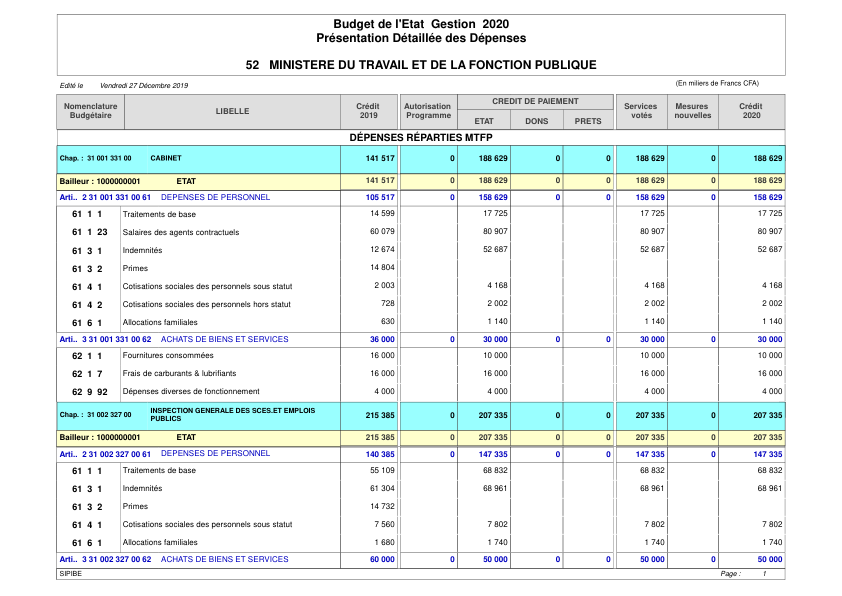 Budget de l'Etat Gestion 2020
Présentation Détaillée des Dépenses
52 MINISTERE DU TRAVAIL ET DE LA FONCTION PUBLIQUE
Edité le Vendredi 27 Décembre 2019 (En miliers de Francs CFA)
Nomenclature Budgétaire LIBELLE Crédit 2019 Autorisation Programme CREDIT DE PAIEMENT ETAT DONS PRETS Services votés Mesures nouvelles Crédit 2020
DÉPENSES RÉPARTIES MTFP
Chap. : 31 001 331 00 CABINET 141 517 0 188 629 0 0 188 629 0 188 629
Bailleur : 1000000001 ETAT 141 517 0 188 629 0 0 188 629 0 188 629
Arti.. 2 31 001 331 00 61 DEPENSES DE PERSONNEL 105 517 0 158 629 0 0 158 629 0 158 629
61 1 1 Traitements de base 14 599 17 725 17 725 17 725
61 1 23 Salaires des agents contractuels 60 079 80 907 80 907 80 907
61 3 1 Indemnités 12 674 52 687 52 687 52 687
61 3 2 Primes 14 804
61 4 1 Cotisations sociales des personnels sous statut 2 003 4 168 4 168 4 168
61 4 2 Cotisations sociales des personnels hors statut 728 2 002 2 002 2 002
61 6 1 Allocations familiales 630 1 140 1 140 1 140
Arti.. 3 31 001 331 00 62 ACHATS DE BIENS ET SERVICES 36 000 0 30 000 0 0 30 000 0 30 000
62 1 1 Fournitures consommées 16 000 10 000 10 000 10 000
62 1 7 Frais de carburants & lubrifiants 16 000 16 000 16 000 16 000
62 9 92 Dépenses diverses de fonctionnement 4 000 4 000 4 000 4 000
Chap. : 31 002 327 00 INSPECTION GENERALE DES SCES.ET EMPLOIS PUBLICS 215 385 0 207 335 0 0 207 335 0 207 335
Bailleur : 1000000001 ETAT 215 385 0 207 335 0 0 207 335 0 207 335
Arti.. 2 31 002 327 00 61 DEPENSES DE PERSONNEL 140 385 0 147 335 0 0 147 335 0 147 335
61 1 1 Traitements de base 55 109 68 832 68 832 68 832
61 3 1 Indemnités 61 304 68 961 68 961 68 961
61 3 2 Primes 14 732
61 4 1 Cotisations sociales des personnels sous statut 7 560 7 802 7 802 7 802
61 6 1 Allocations familiales 1 680 1 740 1 740 1 740
Arti.. 3 31 002 327 00 62 ACHATS DE BIENS ET SERVICES 60 000 0 50 000 0 0 50 000 0 50 000
SIPIBE Page : 1